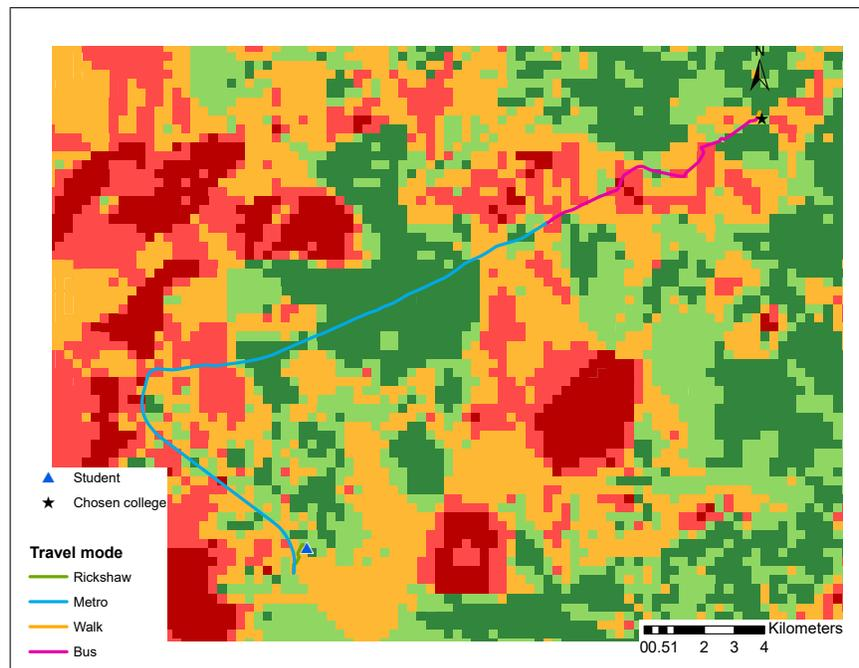 N
Student
Chosen college
Travel mode
Rickshaw
Metro
Walk
Bus
Kilometers
00.51 2 3 4